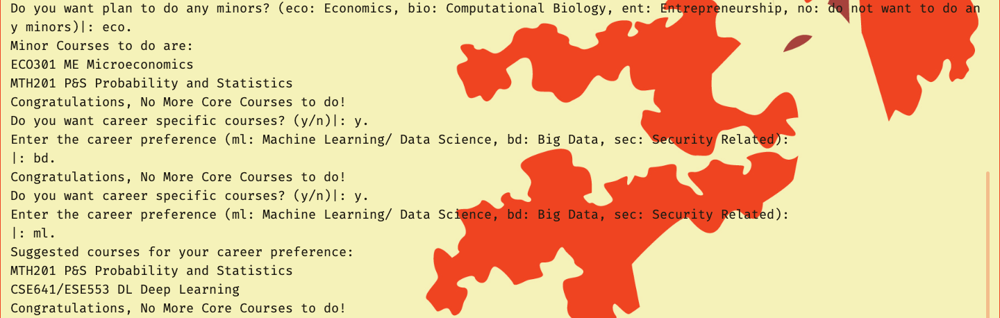 Do you want plan to do any minors? (eco: Economics, bio: Computational Biology, ent: Entrepreneurship, no: do not want to do an
y minors)|: eco.
Minor Courses to do are:
ECO301 ME Microeconomics
MTH201 P&S Probability and Statistics
Congratulations, No More Core Courses to do!
Do you want career specific courses? (y/n)|: y.
Enter the career preference (ml: Machine Learning/ Data Science, bd: Big Data, sec: Security Related):
|: bd.
Congratulations, No More Core Courses to do!
Do you want career specific courses? (y/n)|: y.
Enter the career preference (ml: Machine Learning/ Data Science, bd: Big Data, sec: Security Related):
|: ml.
Suggested courses for your career preference:
MTH201 P&S Probability and Statistics
CSE641/ESE553 DL Deep Learning
Congratulations, No More Core Courses to do!